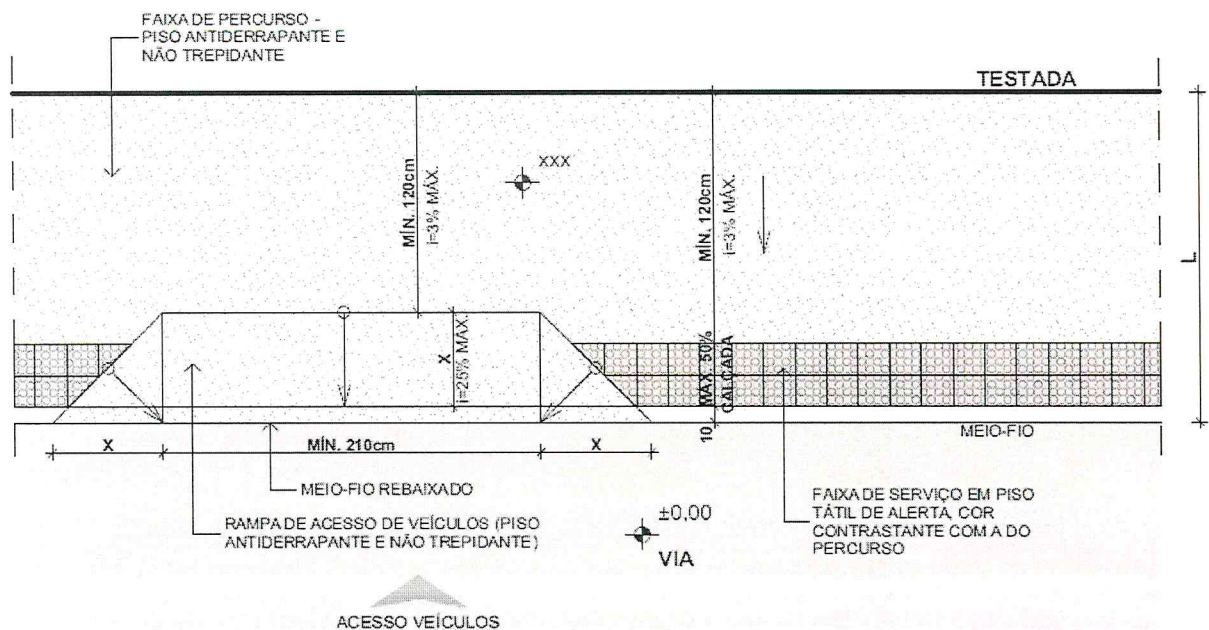 FAIXA DE PERCURSO -
PISO ANTIDERRAPANTE E
NÃO TREPIDANTE
TESTADA
XXX
MÍN. 120cm
i=3% MÁX.
MÍN. 120cm
i=3% MÁX.
L
X
i=25% MÁX.
MAX. 50%
CALÇADA
10
X
MÍN. 210cm
X
MEIO-FIO
MEIO-FIO REBAIXADO
RAMPA DE ACESSO DE VEÍCULOS (PISO
ANTIDERRAPANTE E NÃO TREPIDANTE)
±0,00
VIA
FAIXA DE SERVIÇO EM PISO
TÁTIL DE ALERTA, COR
CONTRASTANTE COM A DO
PERCURSO
ACESSO VEÍCULOS